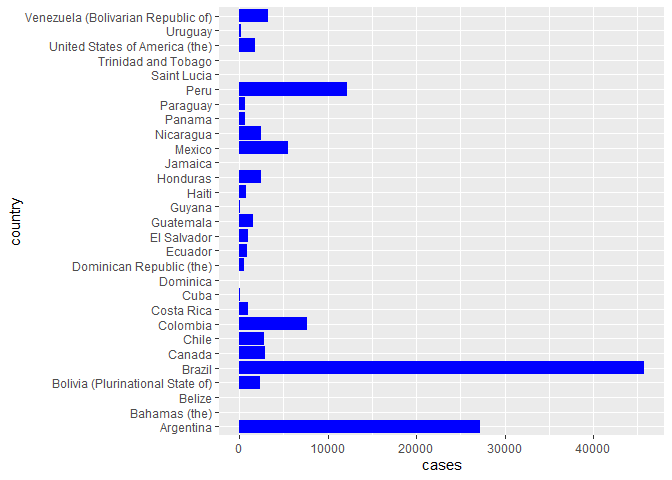 Venezuela (Bolivarian Republic of)
Uruguay
United States of America (the)
Trinidad and Tobago
Saint Lucia
Peru
Paraguay
Panama
Nicaragua
Mexico
Jamaica
Honduras
Haiti
Guyana
Guatemala
El Salvador
Ecuador
Dominican Republic (the)
Dominica
Cuba
Costa Rica
Colombia
Chile
Canada
Brazil
Bolivia (Plurinational State of)
Belize
Bahamas (the)
Argentina
country
0 10000 20000 30000 40000
cases